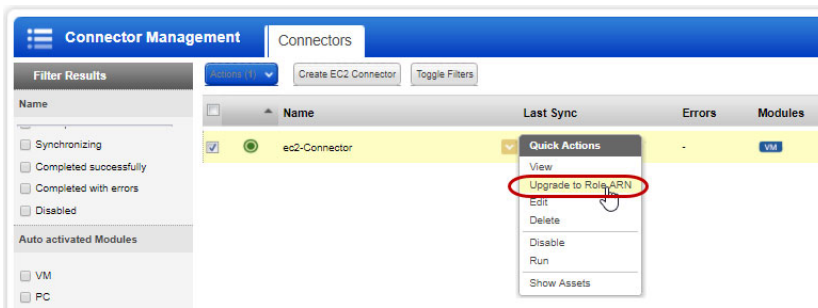 Connector Management
Connectors
Filter Results
Actions (1)
Create EC2 Connector
Toggle Filters
Name
Name
Last Sync
Errors
Modules
Synchronizing
Completed successfully
Completed with errors
Disabled
ec2-Connector
-
VM
Quick Actions
View
Upgrade to Role ARN
Edit
Delete
Disable
Run
Show Assets
Auto activated Modules
VM
PC